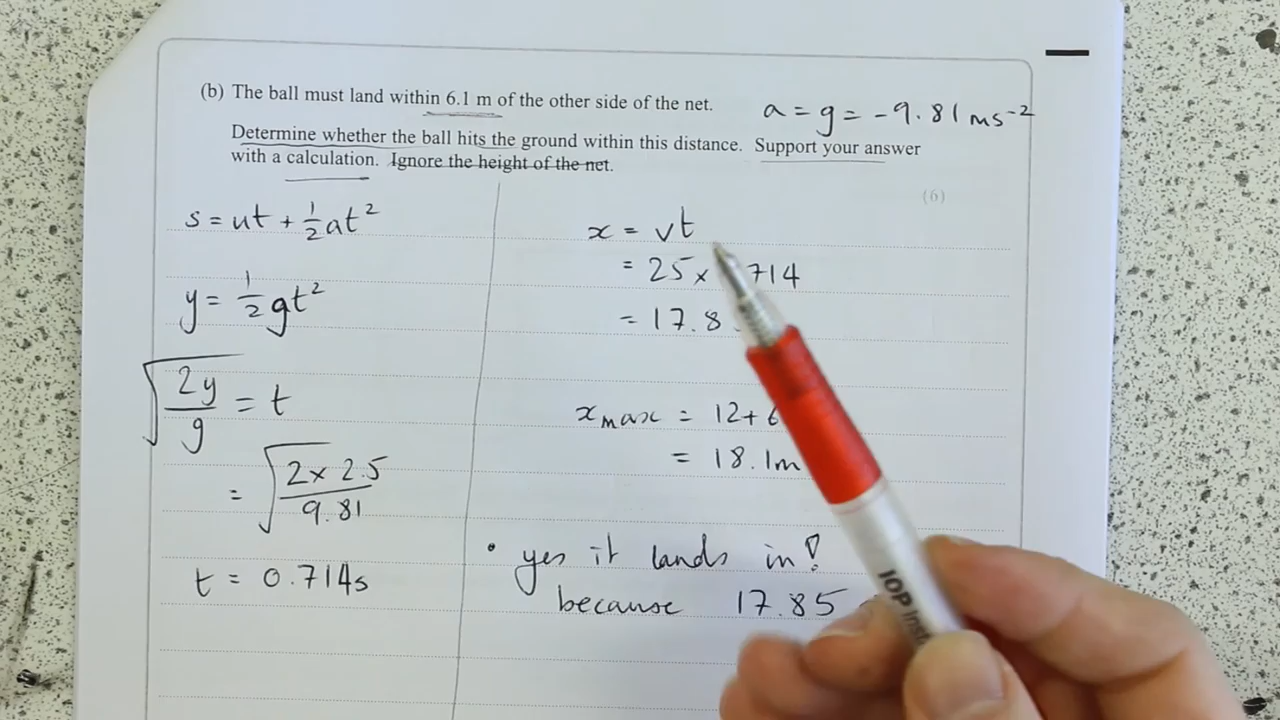 (b) The ball must land within 6.1 m of the other side of the net.
a = g = -9.81 ms⁻²
Determine whether the ball hits the ground within this distance. Support your answer
with a calculation. Ignore the height of the net.
(6)
s = ut + ½at²
y = ½gt²
√(2y/g) = t
= √(2 x 2.5/9.81)
t = 0.714s
x = vt
= 25 x 714
= 17.8
xmax = 12 +
= 18.1m
• yes it lands in!
because 17.85
IOP